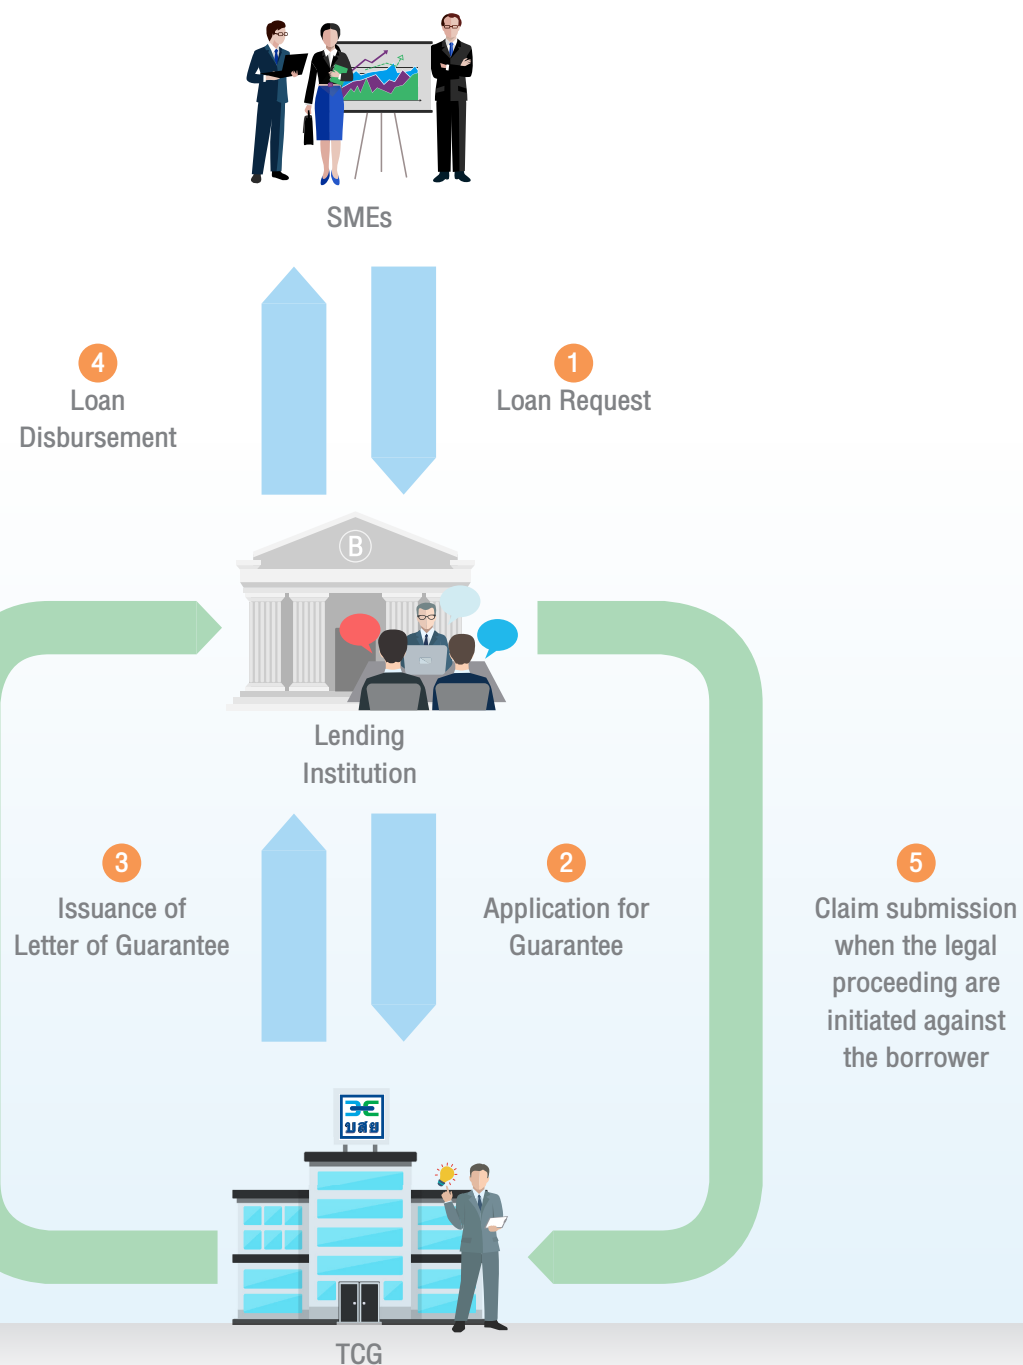 SMEs
4
Loan
Disbursement
1
Loan Request
B
Lending
Institution
3
Issuance of
Letter of Guarantee
2
Application for
Guarantee
5
Claim submission
when the legal
proceeding are
initiated against
the borrower
บสย
TCG